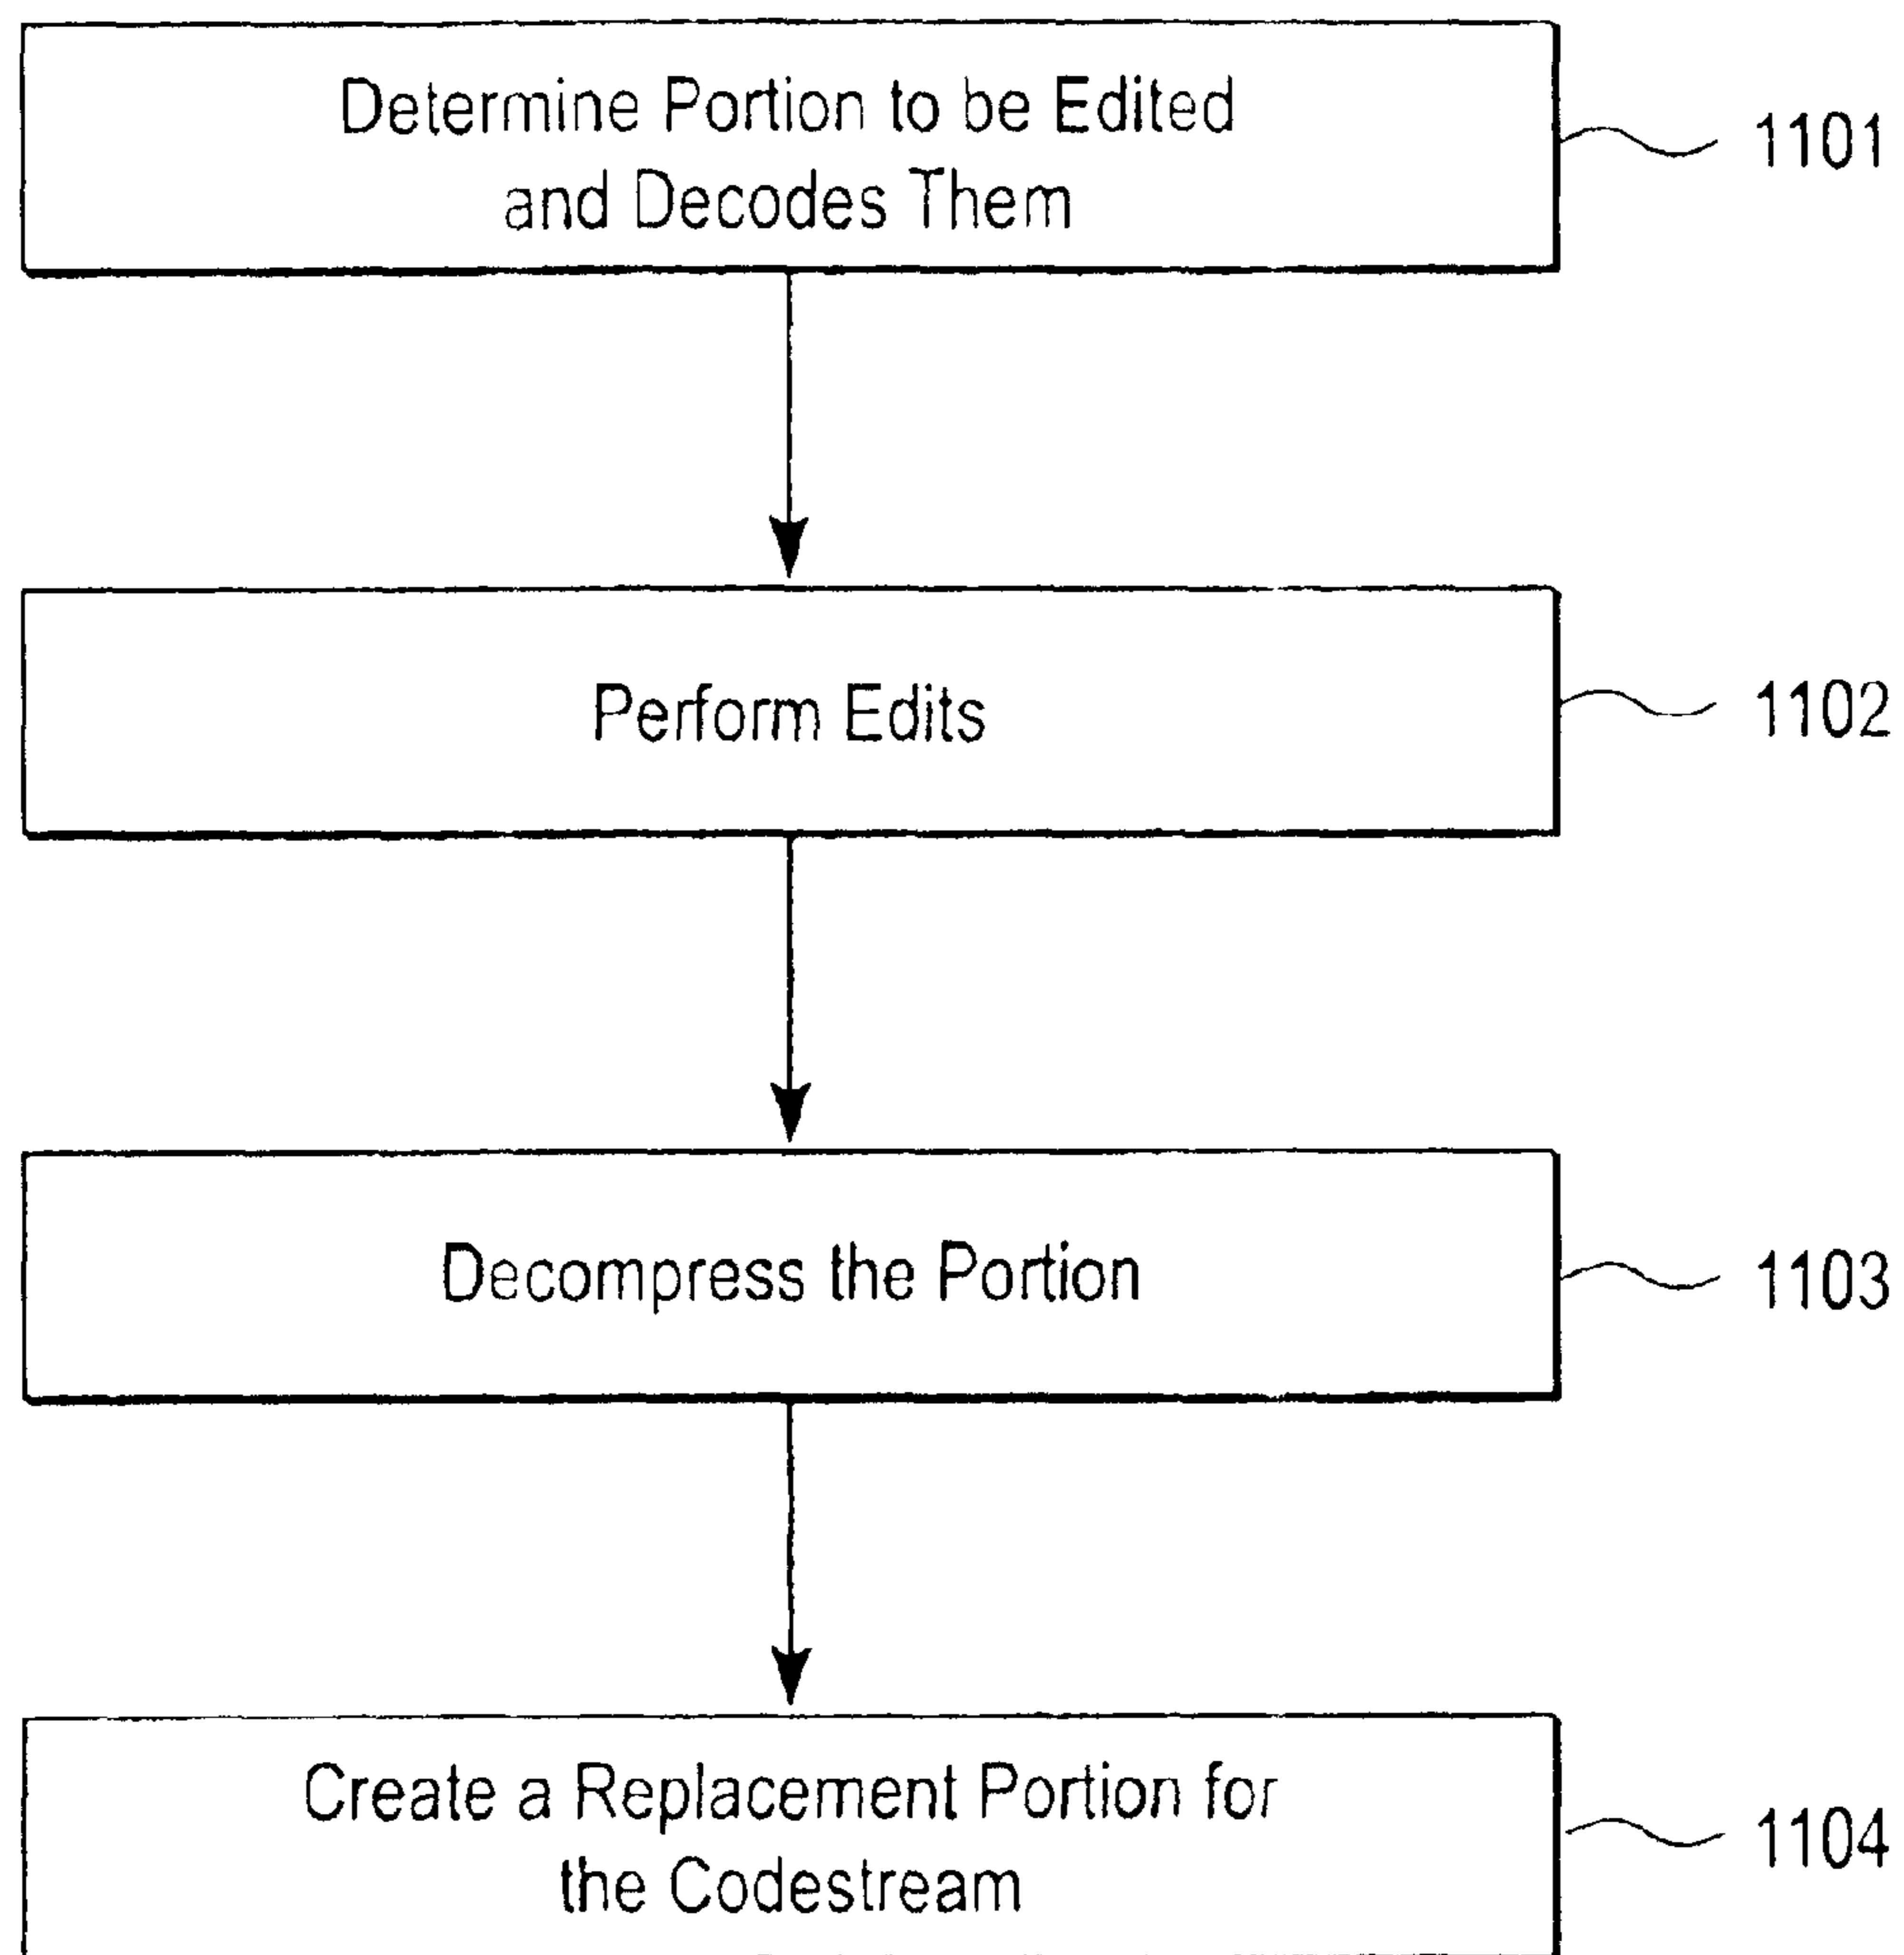 Determine Portion to be Edited
and Decodes Them
1101
Perform Edits
1102
Decompress the Portion
1103
Create a Replacement Portion for
the Codestream
1104